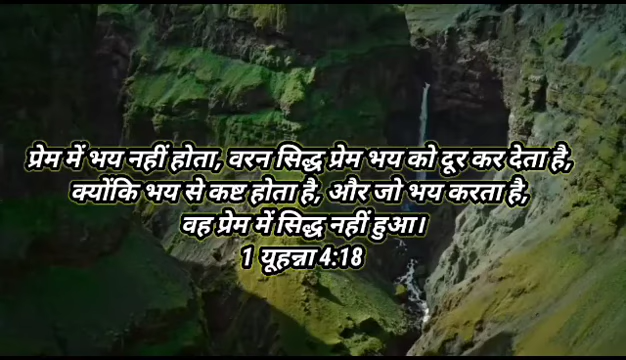 प्रेम में भय नहीं होता, वरन सिद्ध प्रेम भय को दूर कर देता है,
क्योंकि भय से कष्ट होता है, और जो भय करता है,
वह प्रेम में सिद्ध नहीं हुआ।
1 यूहन्ना 4:18